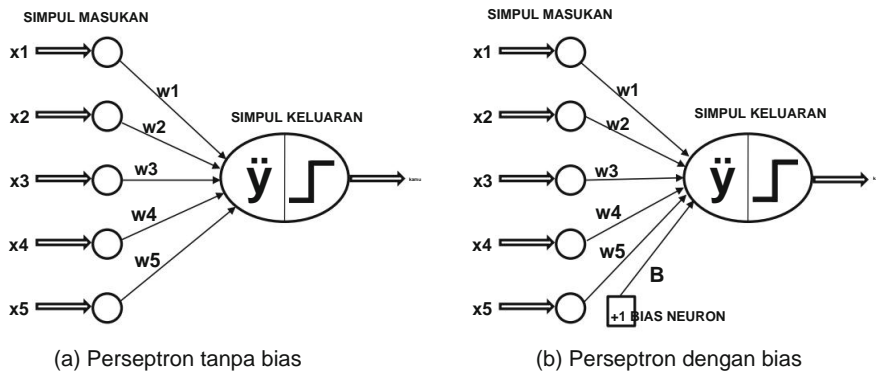 SIMPUL MASUKAN
x1
w1
x2
w2
SIMPUL KELUARAN
x3
w3
ÿ
kamu
x4
w4
x5
w5
(a) Perseptron tanpa bias
SIMPUL MASUKAN
x1
w1
x2
w2
SIMPUL KELUARAN
x3
w3
ÿ
k
x4
w4
w5
B
x5
+1 BIAS NEURON
(b) Perseptron dengan bias